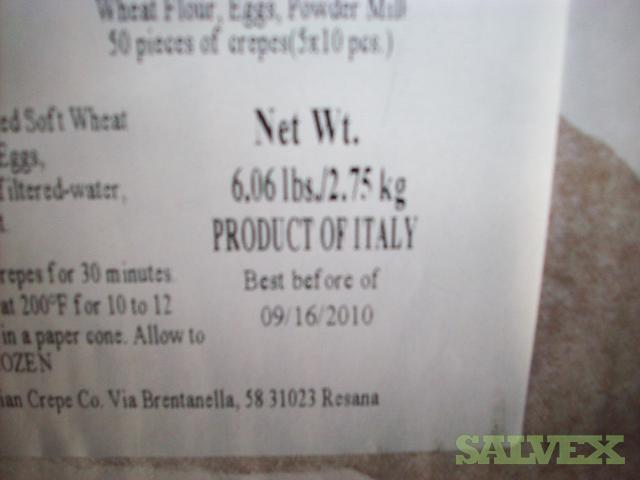 Wheat Flour, Eggs, Powder Mill
50 pieces of crepes(5x10 pcs.)
ed Soft Wheat
Eggs,
filtered-water,
Net Wt.
6.06 lbs./2.75 kg
PRODUCT OF ITALY
Best before of
09/16/2010
repes for 30 minutes.
at 200°F for 10 to 12
in a paper cone. Allow to
OZEN
ian Crepe Co. Via Brentanella, 58 31023 Resana
SALVEX